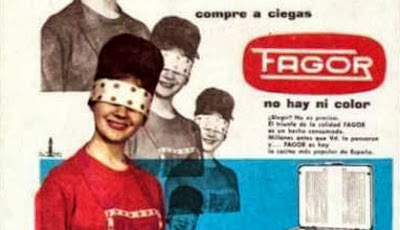 compre a ciegas
FAGOR
no hay ni color
¿Elegir? No es preciso.
El triunfo de la calidad FAGOR
es un hecho consumado.
Millones antes que Vd. lo pensaron
y... FAGOR es hoy
la cocina más popular de España.